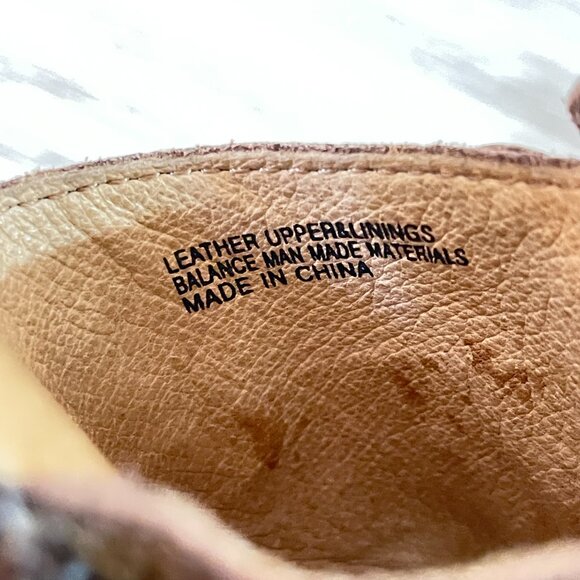 LEATHER UPPER&LININGS
BALANCE MAN MADE MATERIALS
MADE IN CHINA